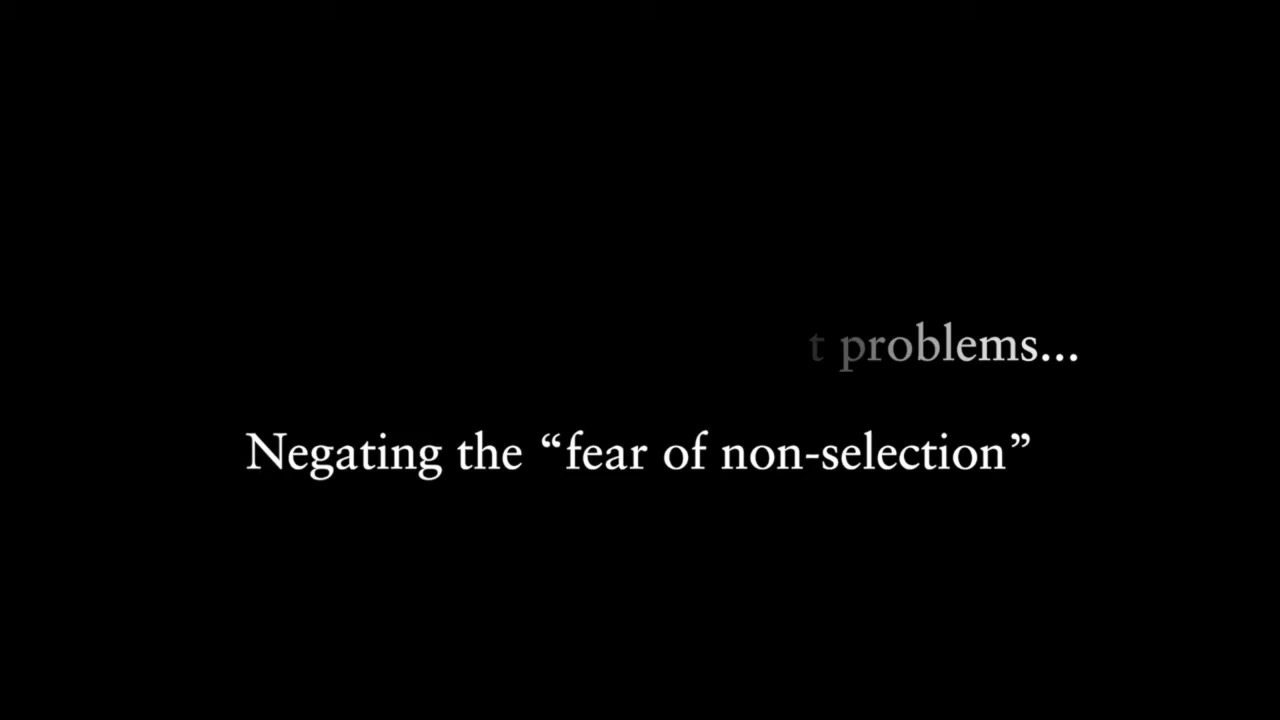 t problems...
Negating the “fear of non-selection”